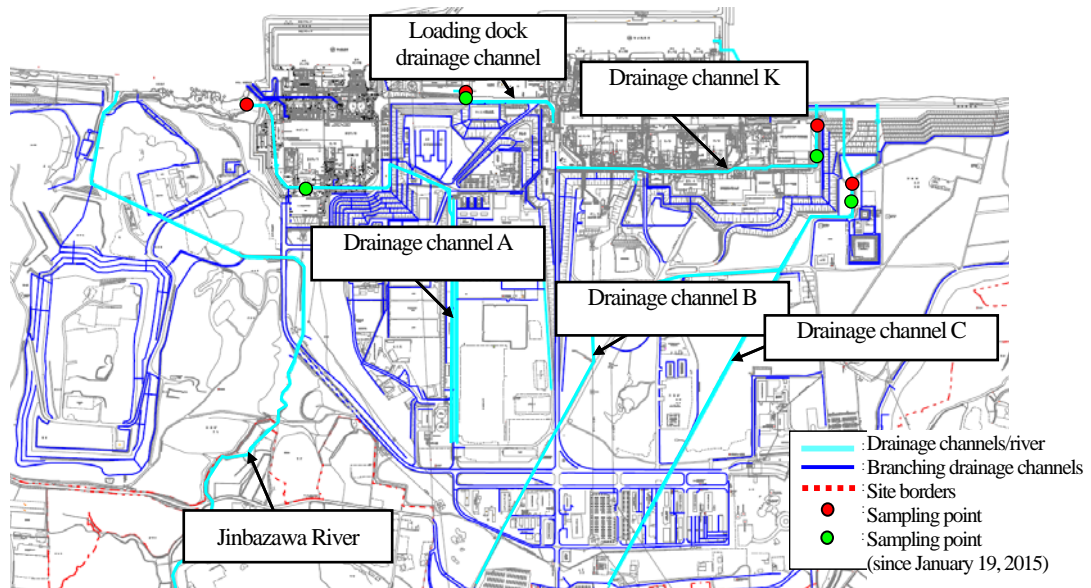 Loading dock
drainage channel
Drainage channel K
Drainage channel A
Drainage channel B
Drainage channel C
Jinbazawa River
Drainage channels/river
Branching drainage channels
Site borders
Sampling point
Sampling point
(since January 19, 2015)